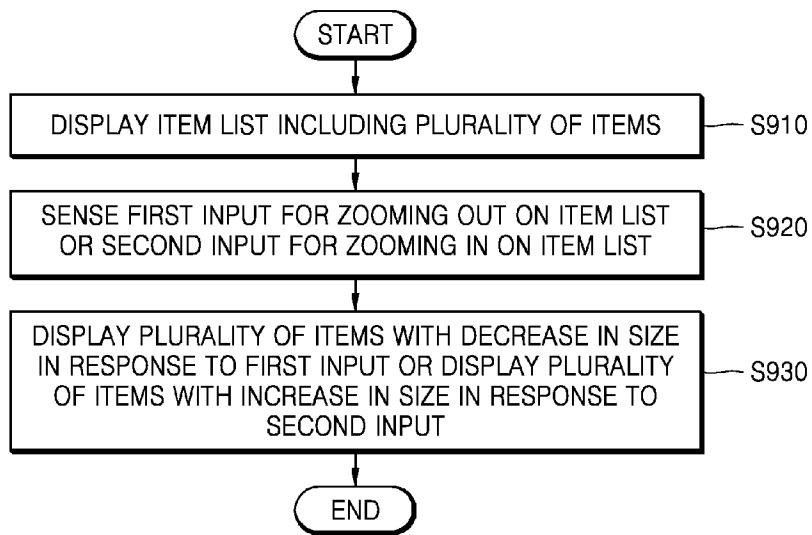 START
DISPLAY ITEM LIST INCLUDING PLURALITY OF ITEMS
S910
SENSE FIRST INPUT FOR ZOOMING OUT ON ITEM LIST
OR SECOND INPUT FOR ZOOMING IN ON ITEM LIST
S920
DISPLAY PLURALITY OF ITEMS WITH DECREASE IN SIZE
IN RESPONSE TO FIRST INPUT OR DISPLAY PLURALITY
OF ITEMS WITH INCREASE IN SIZE IN RESPONSE TO
SECOND INPUT
S930
END